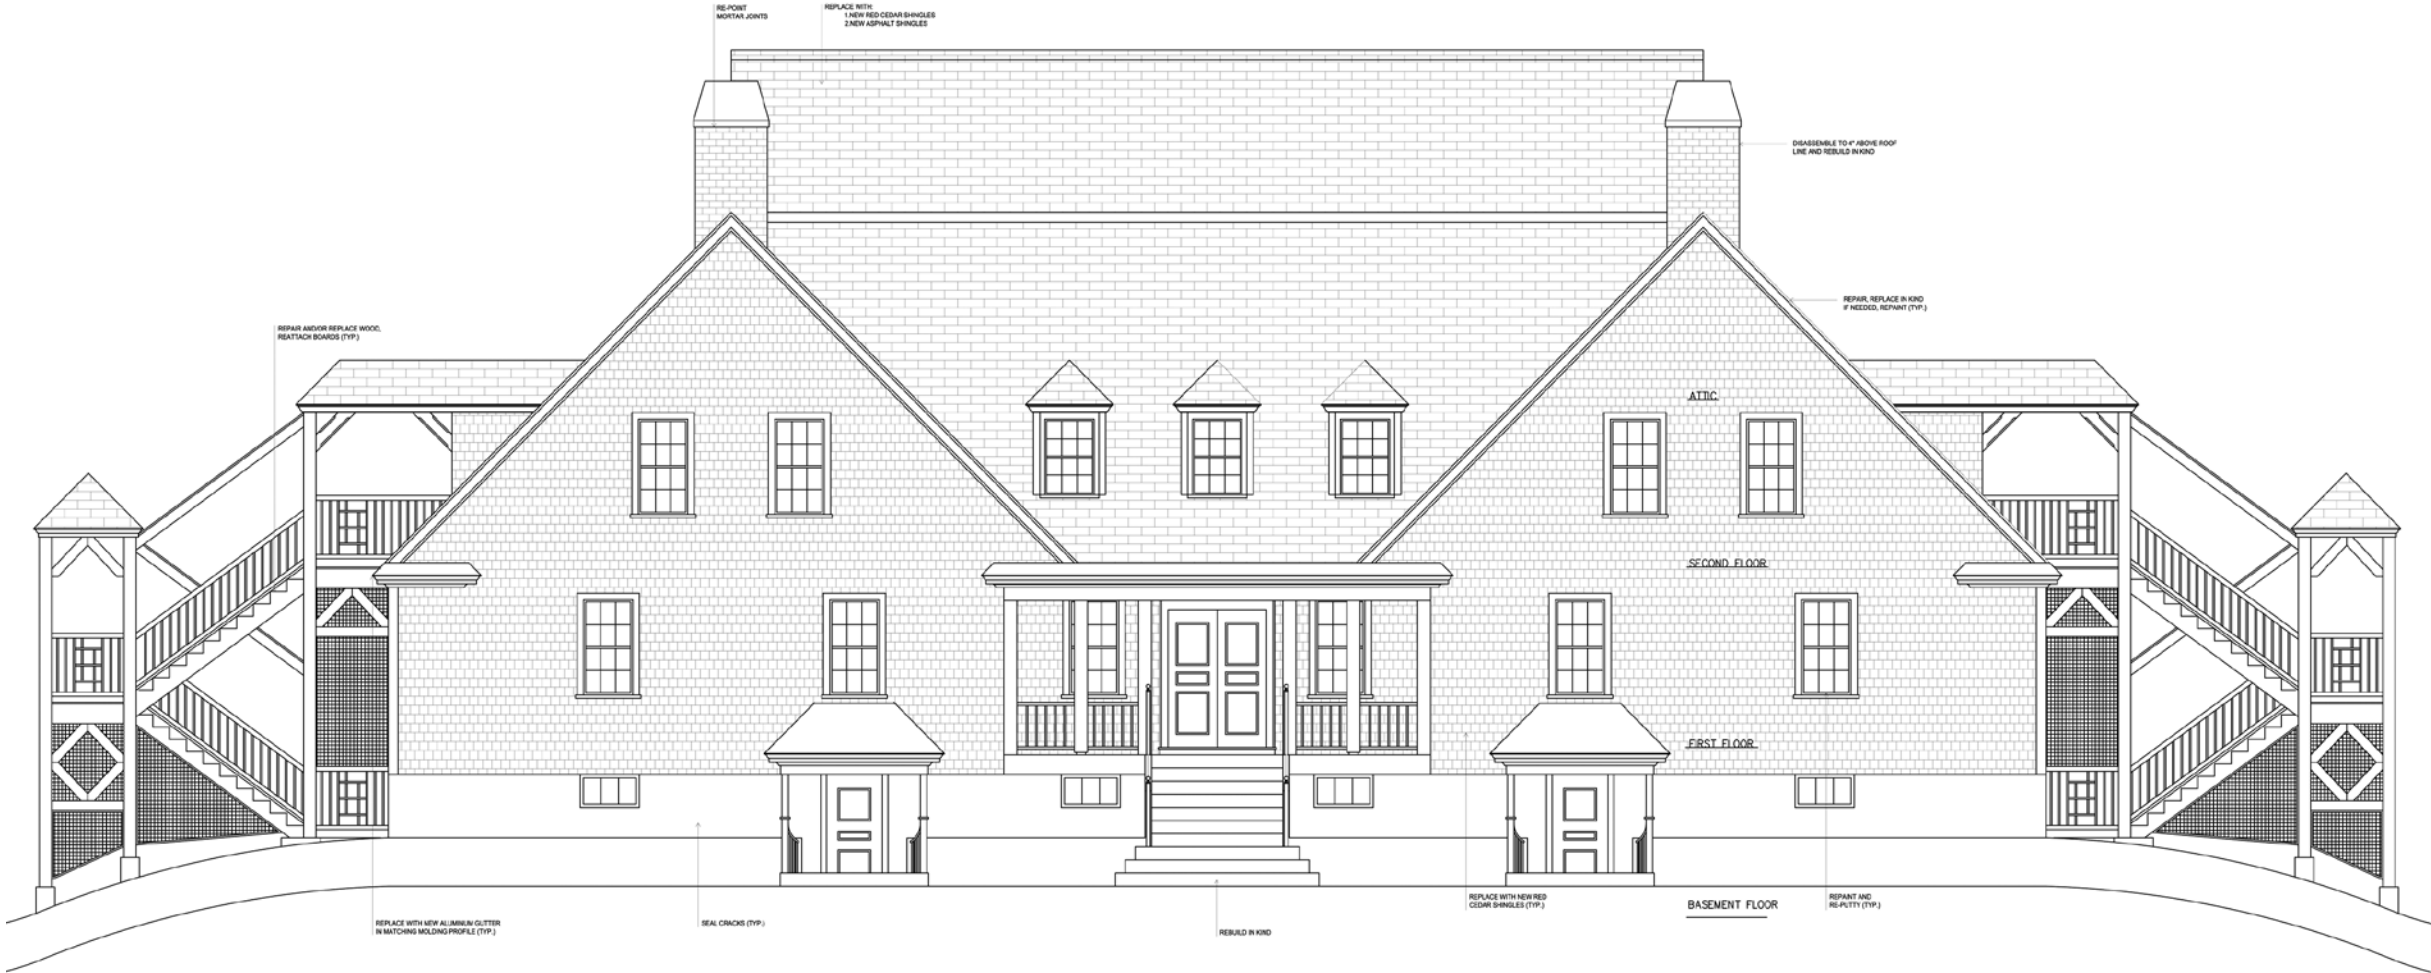 RE-POINT
MORTAR JOINTS
REPLACE WITH:
1.NEW RED CEDAR SHINGLES
2.NEW ASPHALT SHINGLES
DISASSEMBLE TO 4" ABOVE ROOF
LINE AND REBUILD IN KIND
REPAIR, REPLACE IN KIND
IF NEEDED, REPAINT (TYP.)
REPAIR AND/OR REPLACE WOOD,
REATTACH BOARDS (TYP.)
ATTIC
SECOND FLOOR
FIRST FLOOR
BASEMENT FLOOR
REPLACE WITH NEW ALUMINUM GUTTER
IN MATCHING MOLDING PROFILE (TYP.)
SEAL CRACKS (TYP.)
REBUILD IN KIND
REPLACE WITH NEW RED
CEDAR SHINGLES (TYP.)
REPAINT AND
RE-PUTTY (TYP.)